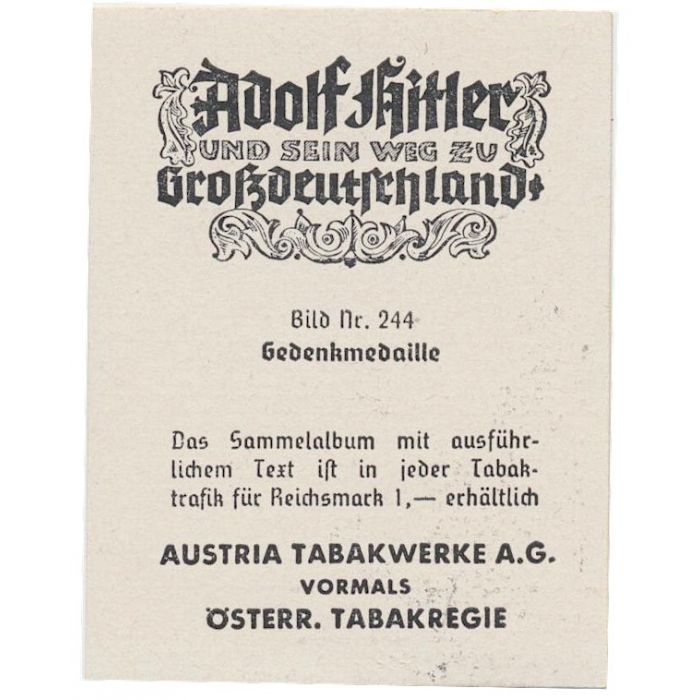 Adolf Hitler
UND SEIN WEG ZU
Großdeutschland
Bild Nr. 244
Gedenkmedaille
Das Sammelalbum mit ausführ-
lichem Text ist in jeder Tabak-
trafik für Reichsmark 1,— erhältlich
AUSTRIA TABAKWERKE A.G.
VORMALS
ÖSTERR. TABAKREGIE